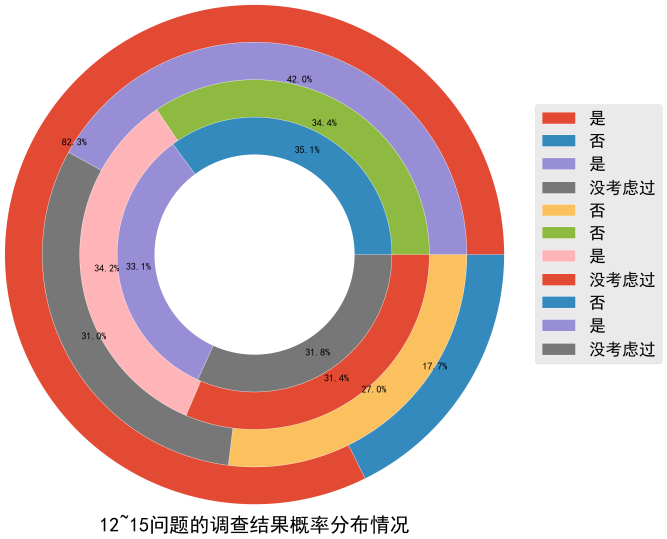 42.0%
34.4%
82.3%
35.1%
34.2%
33.1%
31.0%
31.8%
17.7%
31.4%
27.0%
是
否
是
没考虑过
否
否
是
没考虑过
否
是
没考虑过
12~15问题的调查结果概率分布情况